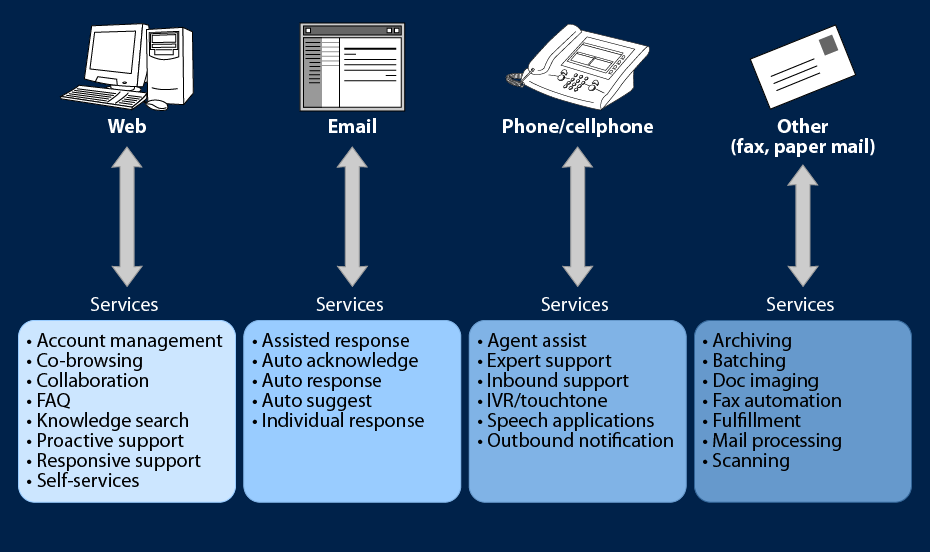 Web
Email
Phone/cellphone
Other
(fax, paper mail)
Services
• Account management
• Co-browsing
• Collaboration
• FAQ
• Knowledge search
• Proactive support
• Responsive support
• Self-services
Services
• Assisted response
• Auto acknowledge
• Auto response
• Auto suggest
• Individual response
Services
• Agent assist
• Expert support
• Inbound support
• IVR/touchtone
• Speech applications
• Outbound notification
Services
• Archiving
• Batching
• Doc imaging
• Fax automation
• Fulfillment
• Mail processing
• Scanning